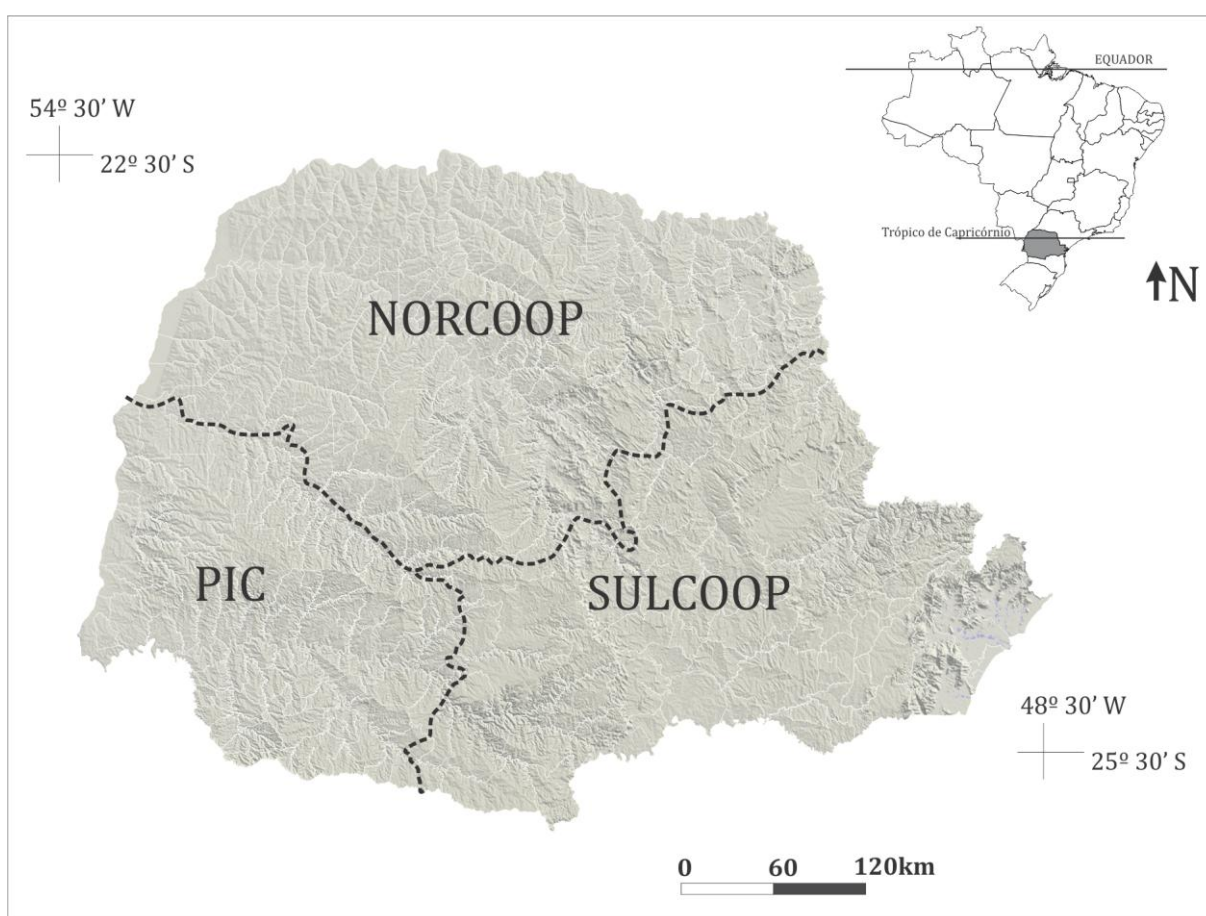 EQUADOR
54º 30’ W
22º 30’ S
Trópico de Capricórnio
N
NORCOOP
PIC
SULCOOP
48º 30’ W
25º 30’ S
0 60 120km